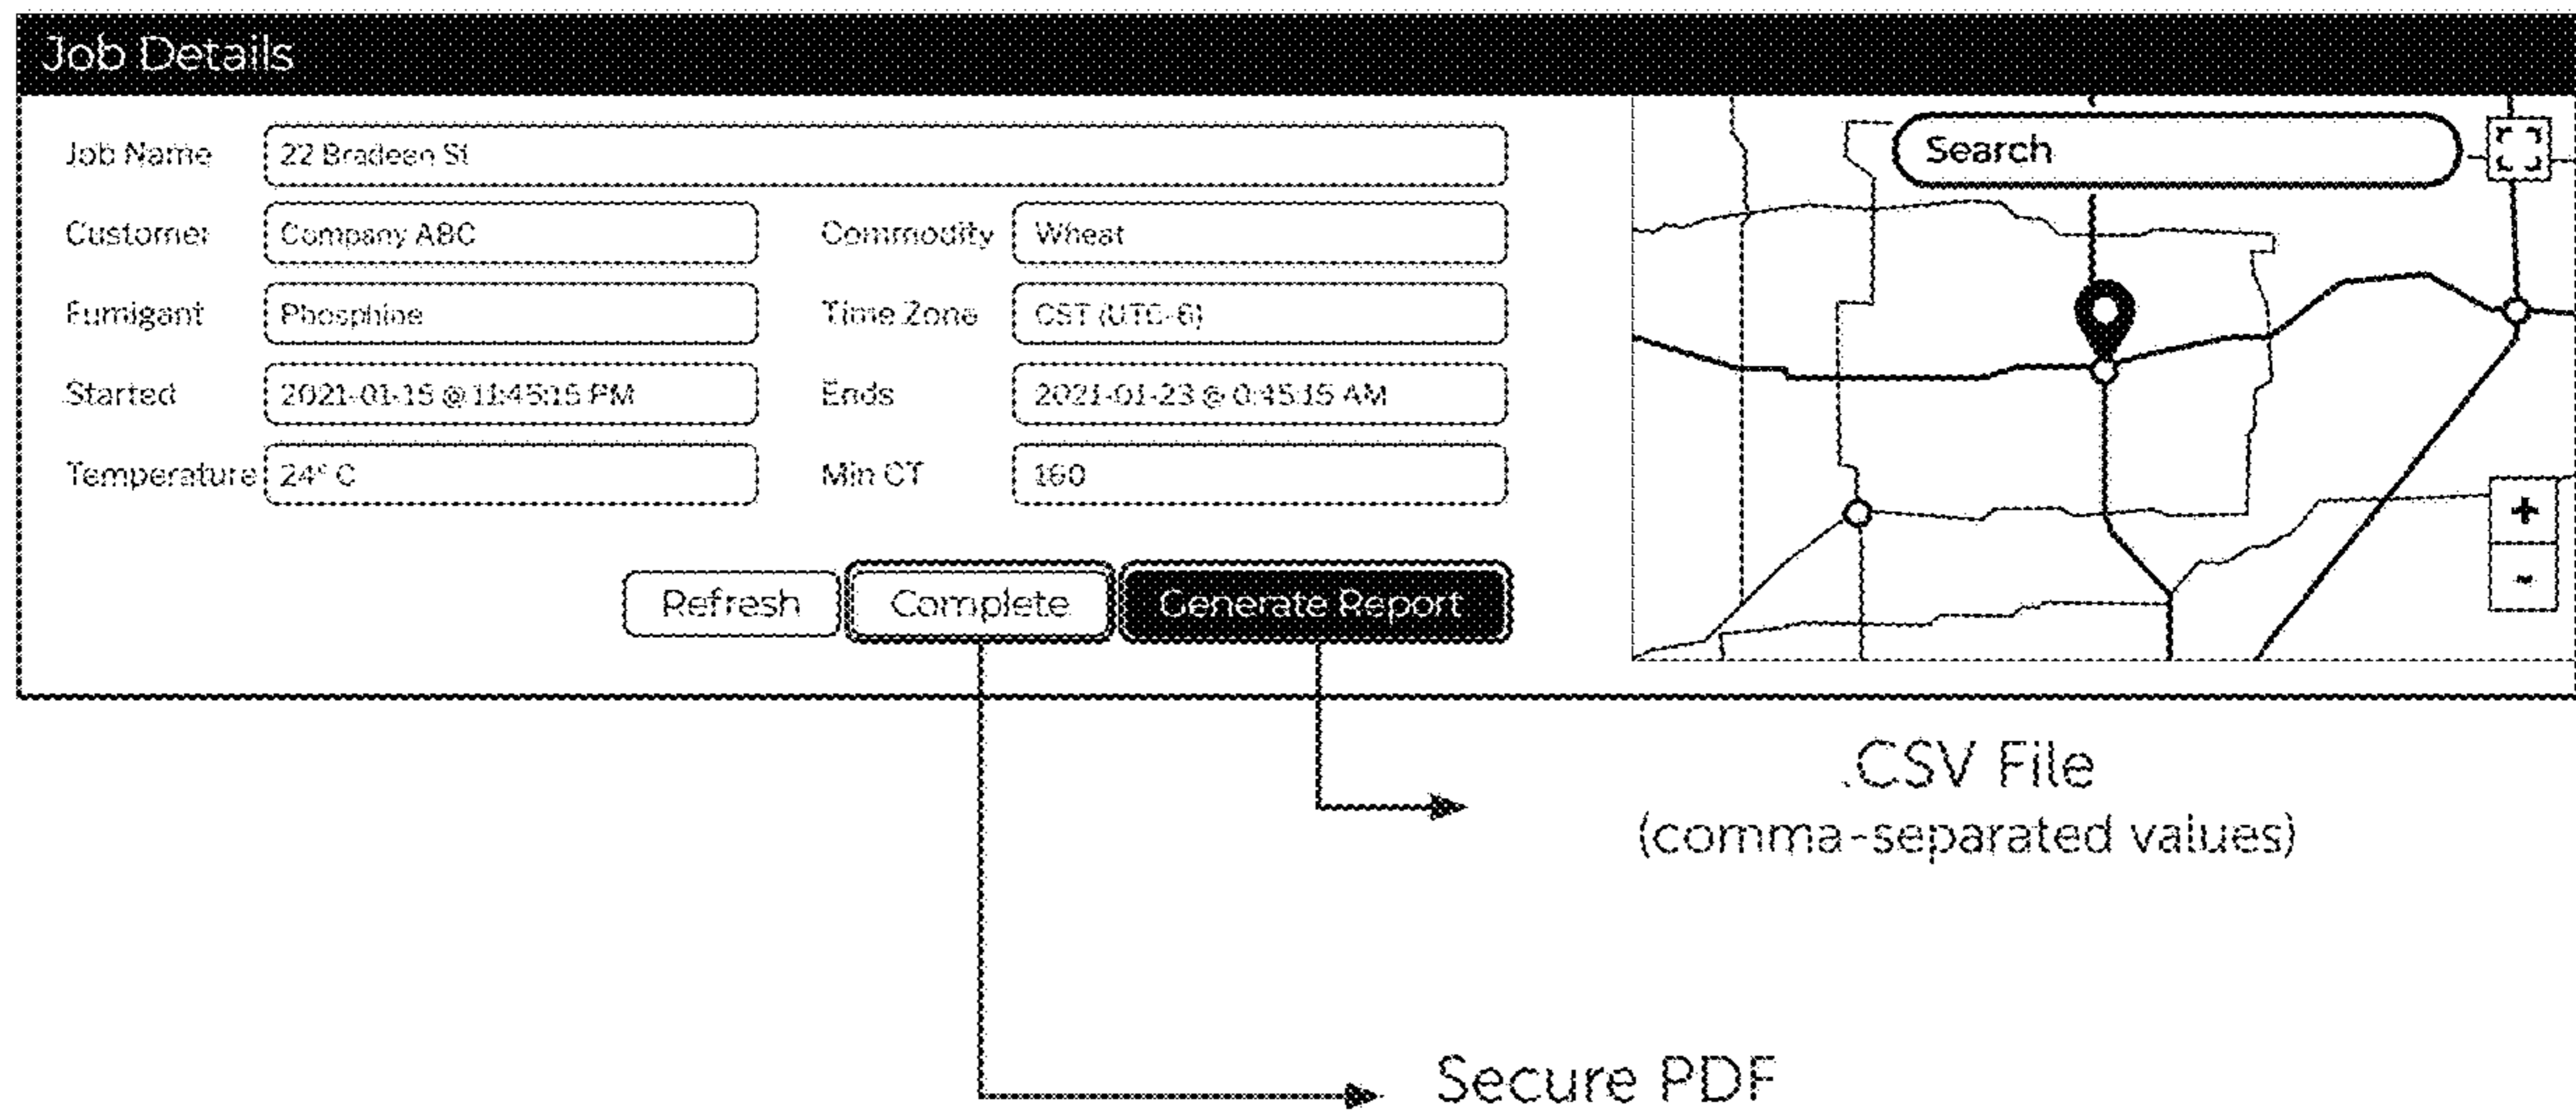 Job Details
Job Name 22 Bradeen St
Search
Customer Company ABC Commodity Wheat
Fumigant Phosphine Time Zone CST (UTC-6)
Started 2021-01-15 @ 11:45:15 PM Ends 2021-01-23 @ 0:45:15 AM
Temperature 24° C Min CT 160
+
-
Refresh Complete Generate Report
.CSV File
(comma-separated values)
Secure PDF